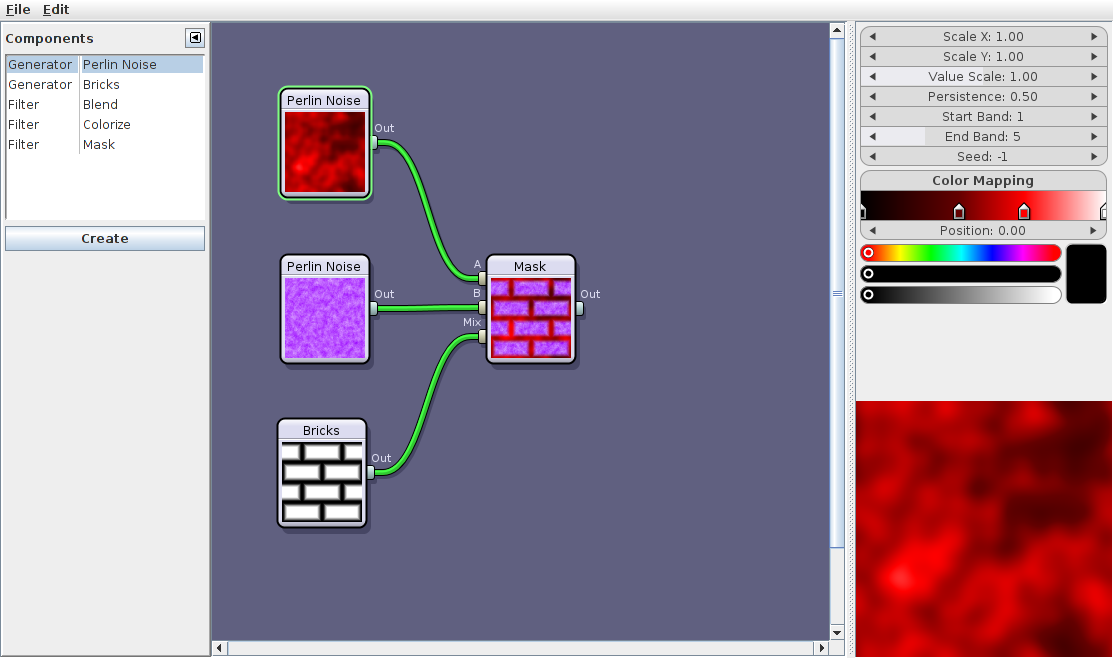 File Edit
Components
Generator Perlin Noise
Generator Bricks
Filter Blend
Filter Colorize
Filter Mask
Create
Perlin Noise
Out
Perlin Noise
Out
Bricks
Out
A
B
Mix
Mask
Out
Scale X: 1.00
Scale Y: 1.00
Value Scale: 1.00
Persistence: 0.50
Start Band: 1
End Band: 5
Seed: -1
Color Mapping
Position: 0.00